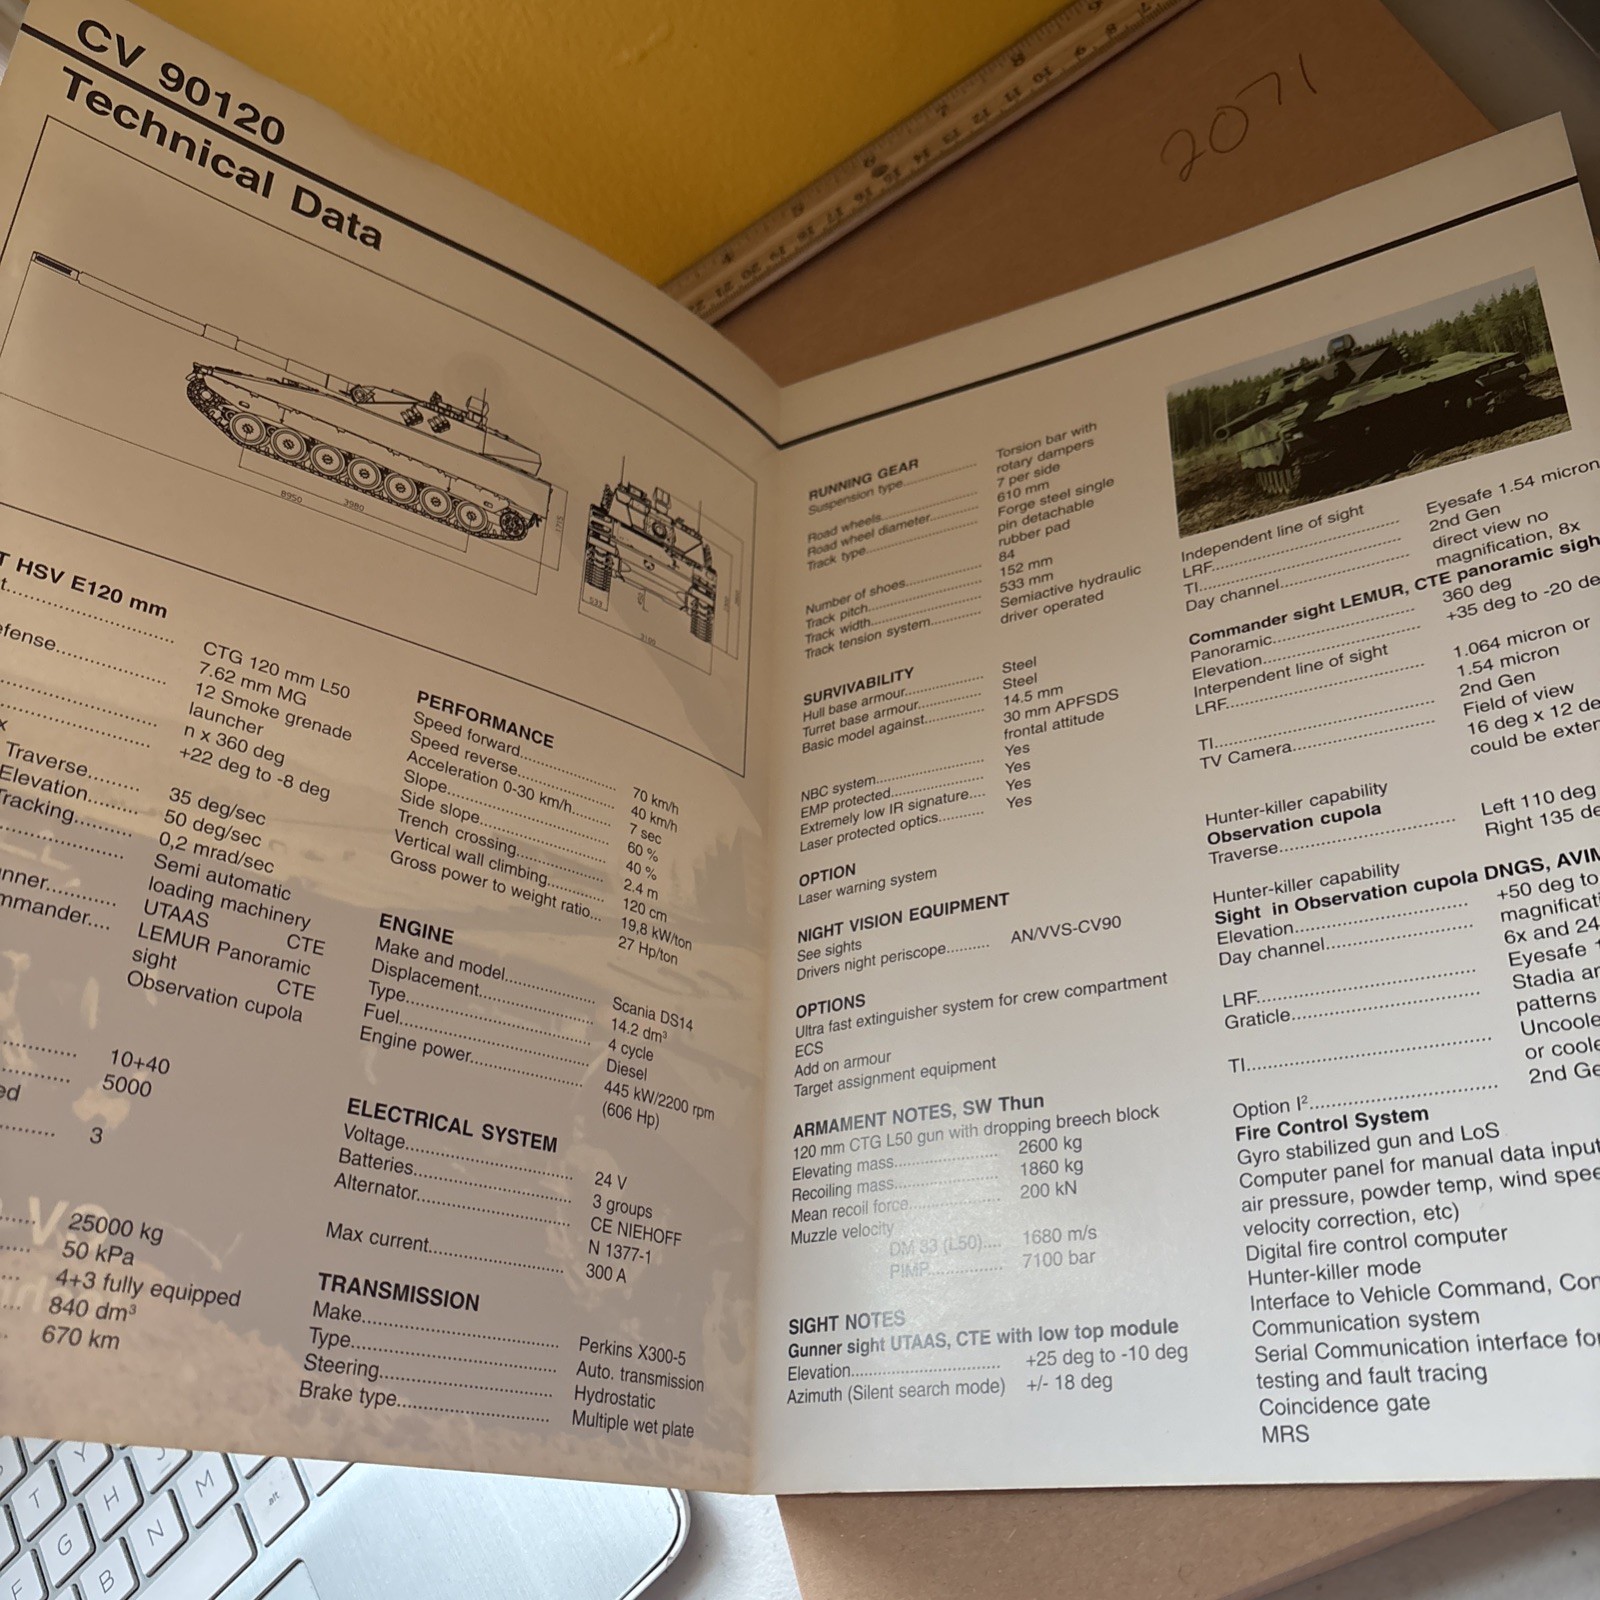 CV 90120
Technical Data
8950
3980
533
3100
T HSV E120 mm
t.
CTG 120 mm L50
7.62 mm MG
efense
12 Smoke grenade
launcher
n x 360 deg
+22 deg to -8 deg
x
Traverse 35 deg/sec
Elevation 50 deg/sec
Tracking 0,2 mrad/sec
Semi automatic
loading machinery
nner UTAAS CTE
mmander LEMUR Panoramic
sight CTE
Observation cupola
10+40
5000
ed
3
25000 kg
50 kPa
4+3 fully equipped
840 dm³
670 km
PERFORMANCE
Speed forward 70 km/h
Speed reverse 40 km/h
Acceleration 0-30 km/h 7 sec
Slope 60 %
Side slope 40 %
Trench crossing 2.4 m
Vertical wall climbing 120 cm
Gross power to weight ratio... 19,8 kW/ton
27 Hp/ton
ENGINE
Make and model Scania DS14
Displacement 14.2 dm³
Type 4 cycle
Fuel Diesel
Engine power 445 kW/2200 rpm
(606 Hp)
ELECTRICAL SYSTEM
Voltage 24 V
Batteries 3 groups
Alternator CE NIEHOFF
N 1377-1
Max current 300 A
TRANSMISSION
Make Perkins X300-5
Type Auto. transmission
Steering Hydrostatic
Brake type Multiple wet plate
RUNNING GEAR
Suspension type Torsion bar with
rotary dampers
Road wheels 7 per side
Road wheel diameter 610 mm
Track type Forge steel single
pin detachable
rubber pad
Number of shoes 84
Track pitch 152 mm
Track width 533 mm
Track tension system Semiactive hydraulic
driver operated
SURVIVABILITY
Hull base armour Steel
Turret base armour Steel
Basic model against 14.5 mm
30 mm APFSDS
frontal attitude
NBC system Yes
EMP protected Yes
Extremely low IR signature Yes
Laser protected optics Yes
OPTION
Laser warning system
NIGHT VISION EQUIPMENT
See sights
Drivers night periscope AN/VVS-CV90
OPTIONS
Ultra fast extinguisher system for crew compartment
ECS
Add on armour
Target assignment equipment
ARMAMENT NOTES, SW Thun
120 mm CTG L50 gun with dropping breech block
Elevating mass 2600 kg
Recoiling mass 1860 kg
Mean recoil force 200 kN
Muzzle velocity
DM 33 (L50) 1680 m/s
PIMP 7100 bar
SIGHT NOTES
Gunner sight UTAAS, CTE with low top module
Elevation +25 deg to -10 deg
Azimuth (Silent search mode) +/- 18 deg
Independent line of sight
LRF Eyesafe 1.54 micron
TI 2nd Gen
Day channel direct view no
magnification, 8x
Commander sight LEMUR, CTE panoramic sigh
Panoramic 360 deg
Elevation +35 deg to -20 de
Interpendent line of sight
LRF 1.064 micron or
1.54 micron
TI 2nd Gen
TV Camera Field of view
16 deg x 12 de
could be exten
Hunter-killer capability
Observation cupola
Traverse Left 110 deg
Right 135 de
Hunter-killer capability
Sight in Observation cupola DNGS, AVIM
Elevation +50 deg to
Day channel magnificati
6x and 24
LRF Eyesafe 1
Graticle Stadia an
patterns
TI Uncoole
or coole
2nd Ge
Option I²
Fire Control System
Gyro stabilized gun and LoS
Computer panel for manual data input
air pressure, powder temp, wind spee
velocity correction, etc)
Digital fire control computer
Hunter-killer mode
Interface to Vehicle Command, Con
Communication system
Serial Communication interface fo
testing and fault tracing
Coincidence gate
MRS
2071
T Y
G H
B N M
alt
F